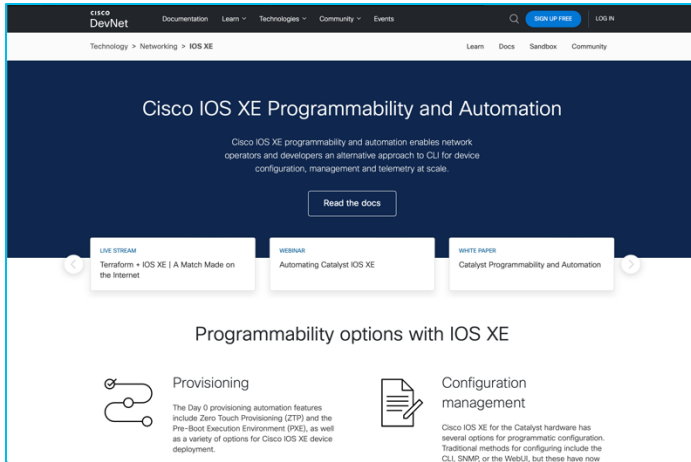 CISCO
DevNet
Documentation Learn Technologies Community Events
SIGN UP FREE LOG IN
Technology > Networking > IOS XE
Learn Docs Sandbox Community
Cisco IOS XE Programmability and Automation
Cisco IOS XE programmability and automation enables network
operators and developers an alternative approach to CLI for device
configuration, management and telemetry at scale.
Read the docs
LIVE STREAM
Terraform + IOS XE | A Match Made on
the Internet
WEBINAR
Automating Catalyst IOS XE
WHITE PAPER
Catalyst Programmability and Automation
Programmability options with IOS XE
Provisioning
The Day 0 provisioning automation features
include Zero Touch Provisioning (ZTP) and the
Pre-Boot Execution Environment (PXE), as well
as a variety of options for Cisco IOS XE device
deployment.
Configuration
management
Cisco IOS XE for the Catalyst hardware has
several options for programmatic configuration.
Traditional methods for configuring include the
CLI, SNMP, or the WebUI, but these have now